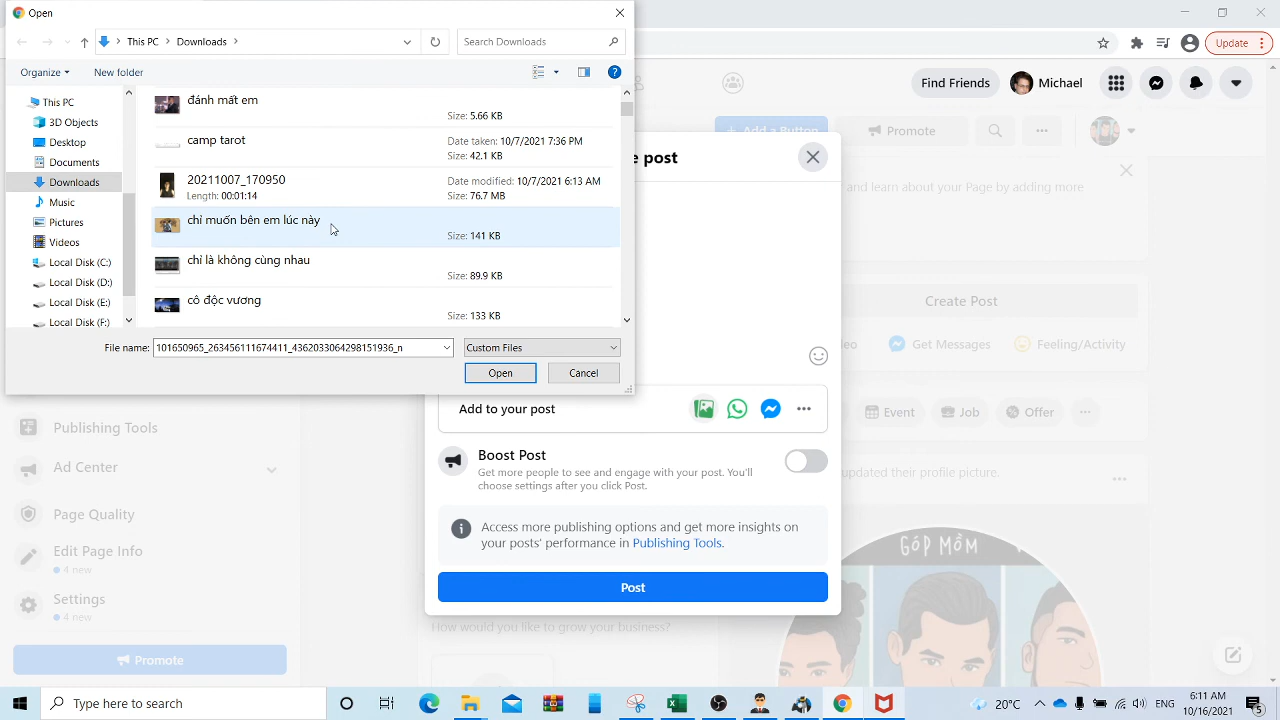 Open
This PC > Downloads >
Search Downloads
Organize
New folder
This PC
3D Objects
Desktop
Documents
Downloads
Music
Pictures
Videos
Local Disk (C:)
Local Disk (D:)
Local Disk (E:)
Local Disk (F:)
đánh mất em
Size: 5.66 KB
camp tarot
Date taken: 10/7/2021 7:36 PM
Size: 42.1 KB
20211007_170950
Date modified: 10/7/2021 6:13 AM
Length: 00:01:14
Size: 76.7 MB
chỉ muốn bên em lúc này
Size: 141 KB
chỉ là không cùng nhau
Size: 89.9 KB
cô độc vương
Size: 133 KB
File name:
101650965_263456111674411_4362033064298151936_n
Custom Files
Open
Cancel
Update
Find Friends
Michael
+ Add a Button
Promote
e post
and learn about your Page by adding more
Create Post
eo
Get Messages
Feeling/Activity
Event
Job
Offer
updated their profile picture.
GÓP MỒM
Add to your post
Boost Post
Get more people to see and engage with your post. You'll
choose settings after you click Post.
Access more publishing options and get more insights on
your posts' performance in Publishing Tools.
Post
How would you like to grow your business?
Publishing Tools
Ad Center
Page Quality
Edit Page Info
4 new
Settings
4 new
Promote
Type here to search
20°C
ENG
6:11 AM
10/16/2021
5